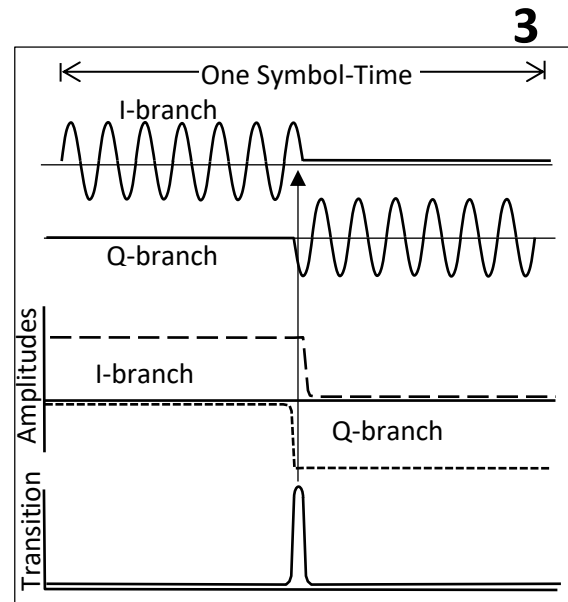 3
One Symbol-Time
I-branch
Q-branch
Amplitudes
I-branch
Q-branch
Transition